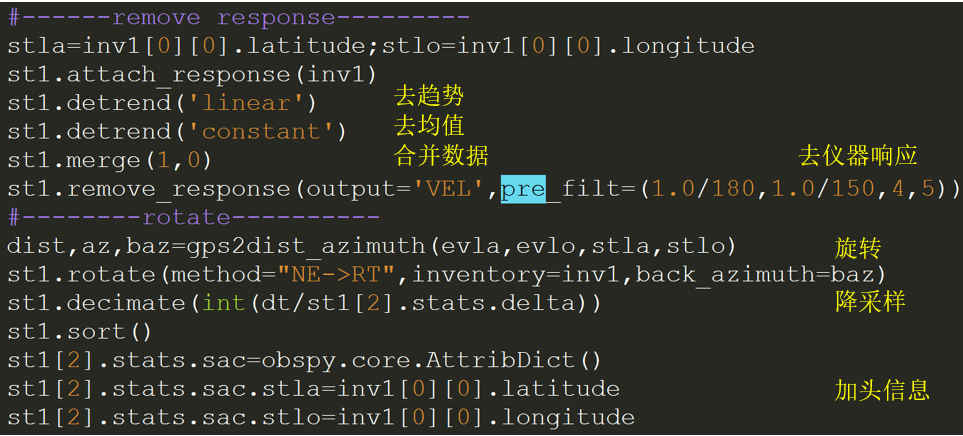 #------remove response---------
stla=inv1[0][0].latitude;stlo=inv1[0][0].longitude
st1.attach_response(inv1)
st1.detrend('linear') 去趋势
st1.detrend('constant') 去均值
st1.merge(1,0) 合并数据 去仪器响应
st1.remove_response(output='VEL',pre_filt=(1.0/180,1.0/150,4,5))
#--------rotate----------
dist,az,baz=gps2dist_azimuth(evla,evlo,stla,stlo) 旋转
st1.rotate(method="NE->RT",inventory=inv1,back_azimuth=baz)
st1.decimate(int(dt/st1[2].stats.delta)) 降采样
st1.sort()
st1[2].stats.sac=obspy.core.AttribDict()
st1[2].stats.sac.stla=inv1[0][0].latitude 加头信息
st1[2].stats.sac.stlo=inv1[0][0].longitude